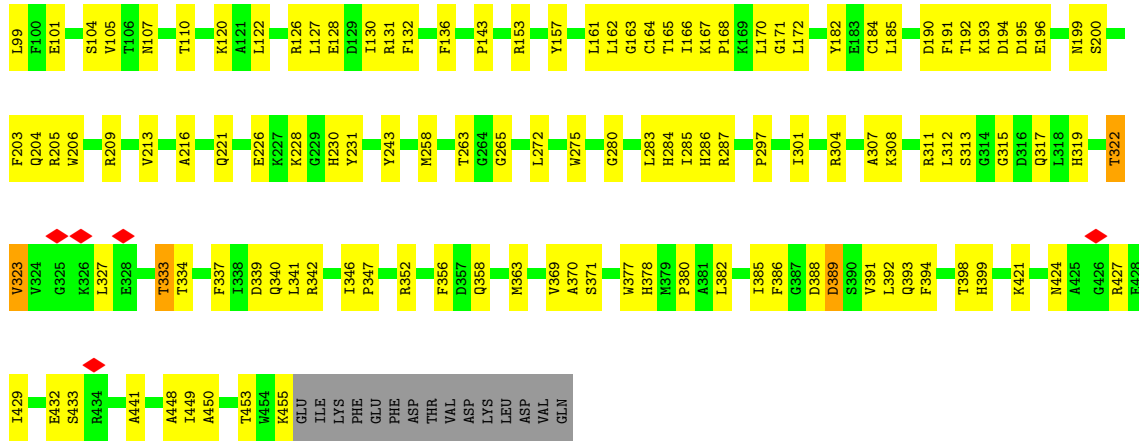 L99 F100 E101 S104 V105 T106 N107 T110 K120 A121 L122 R126 L127 E128 D129 I130 R131 F132 F136 P143 R153 Y157 L161 L162 G163 C164 T165 I166 K167 P168 K169 L170 G171 L172 Y182 E183 C184 L185 D190 F191 T192 K193 D194 D195 E196 N199 S200
F203 Q204 R205 W206 R209 V213 A216 Q221 E226 K227 K228 G229 H230 Y231 Y243 M258 T263 G264 G265 L272 W275 G280 L283 H284 I285 H286 R287 P297 I301 R304 A307 K308 R311 L312 S313 G314 G315 D316 Q317 L318 H319 T322
V323 V324 G325 K326 L327 E328 T333 T334 F337 I338 D339 Q340 L341 R342 I346 P347 R352 F356 D357 Q358 M363 V369 A370 S371 W377 H378 M379 P380 A381 L382 I385 F386 G387 D388 D389 S390 V391 L392 Q393 F394 T398 H399 K421 N424 A425 G426 R427 E428
I429 E432 S433 R434 A441 A448 I449 A450 T453 W454 K455 GLU ILE LYS PHE GLU PHE ASP THR VAL ASP LYS LEU ASP VAL GLN